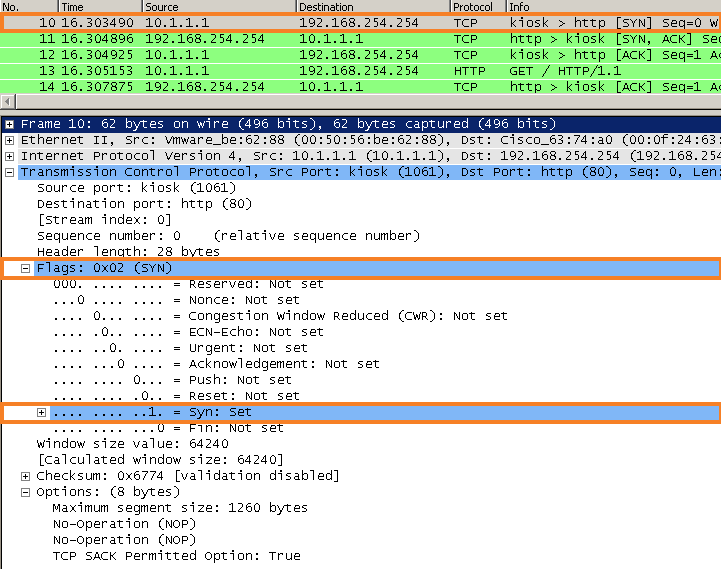 No. Time Source Destination Protocol Info
10 16.303490 10.1.1.1 192.168.254.254 TCP kiosk > http [SYN] Seq=0 W
11 16.304896 192.168.254.254 10.1.1.1 TCP http > kiosk [SYN, ACK] Seq
12 16.304925 10.1.1.1 192.168.254.254 TCP kiosk > http [ACK] Seq=1 Ac
13 16.305153 10.1.1.1 192.168.254.254 HTTP GET / HTTP/1.1
14 16.307875 192.168.254.254 10.1.1.1 TCP http > kiosk [ACK] Seq=1 A
Frame 10: 62 bytes on wire (496 bits), 62 bytes captured (496 bits)
Ethernet II, Src: Vmware_be:62:88 (00:50:56:be:62:88), Dst: Cisco_63:74:a0 (00:0f:24:63:
Internet Protocol Version 4, Src: 10.1.1.1 (10.1.1.1), Dst: 192.168.254.254 (192.168.254
Transmission Control Protocol, Src Port: kiosk (1061), Dst Port: http (80), Seq: 0, Len:
Source port: kiosk (1061)
Destination port: http (80)
[Stream index: 0]
Sequence number: 0 (relative sequence number)
Header length: 28 bytes
Flags: 0x02 (SYN)
000. .... .... = Reserved: Not set
...0 .... .... = Nonce: Not set
.... 0... .... = Congestion Window Reduced (CWR): Not set
.... .0.. .... = ECN-Echo: Not set
.... ..0. .... = Urgent: Not set
.... ...0 .... = Acknowledgement: Not set
.... .... 0... = Push: Not set
.... .... .0.. = Reset: Not set
.... .... ..1. = Syn: Set
.... .... ...0 = Fin: Not set
Window size value: 64240
[Calculated window size: 64240]
Checksum: 0x6774 [validation disabled]
Options: (8 bytes)
Maximum segment size: 1260 bytes
No-Operation (NOP)
No-Operation (NOP)
TCP SACK Permitted Option: True